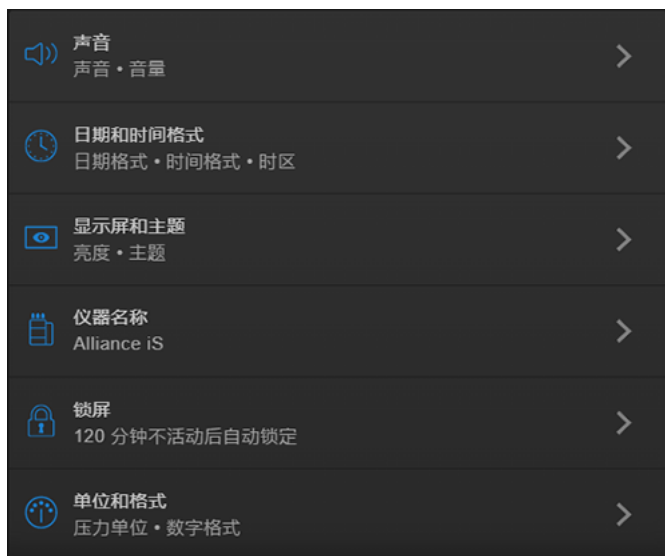 声音
声音 • 音量
日期和时间格式
日期格式 • 时间格式 • 时区
显示屏和主题
亮度 • 主题
仪器名称
Alliance iS
锁屏
120 分钟不活动后自动锁定
单位和格式
压力单位 • 数字格式